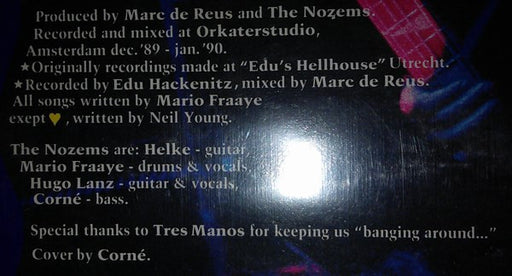 Produced by Marc de Reus and The Nozems.
Recorded and mixed at Orkaterstudio,
Amsterdam dec. '89 - jan. '90.
★Originally recordings made at "Edu's Hellhouse" Utrecht.
★Recorded by Edu Hackenitz, mixed by Marc de Reus.
All songs written by Mario Fraaye
exept 💛, written by Neil Young.
The Nozems are: Helke - guitar,
Mario Fraaye - drums & vocals,
Hugo Lanz - guitar & vocals,
Corné - bass.
Special thanks to Tres Manos for keeping us "banging around..."
Cover by Corné.